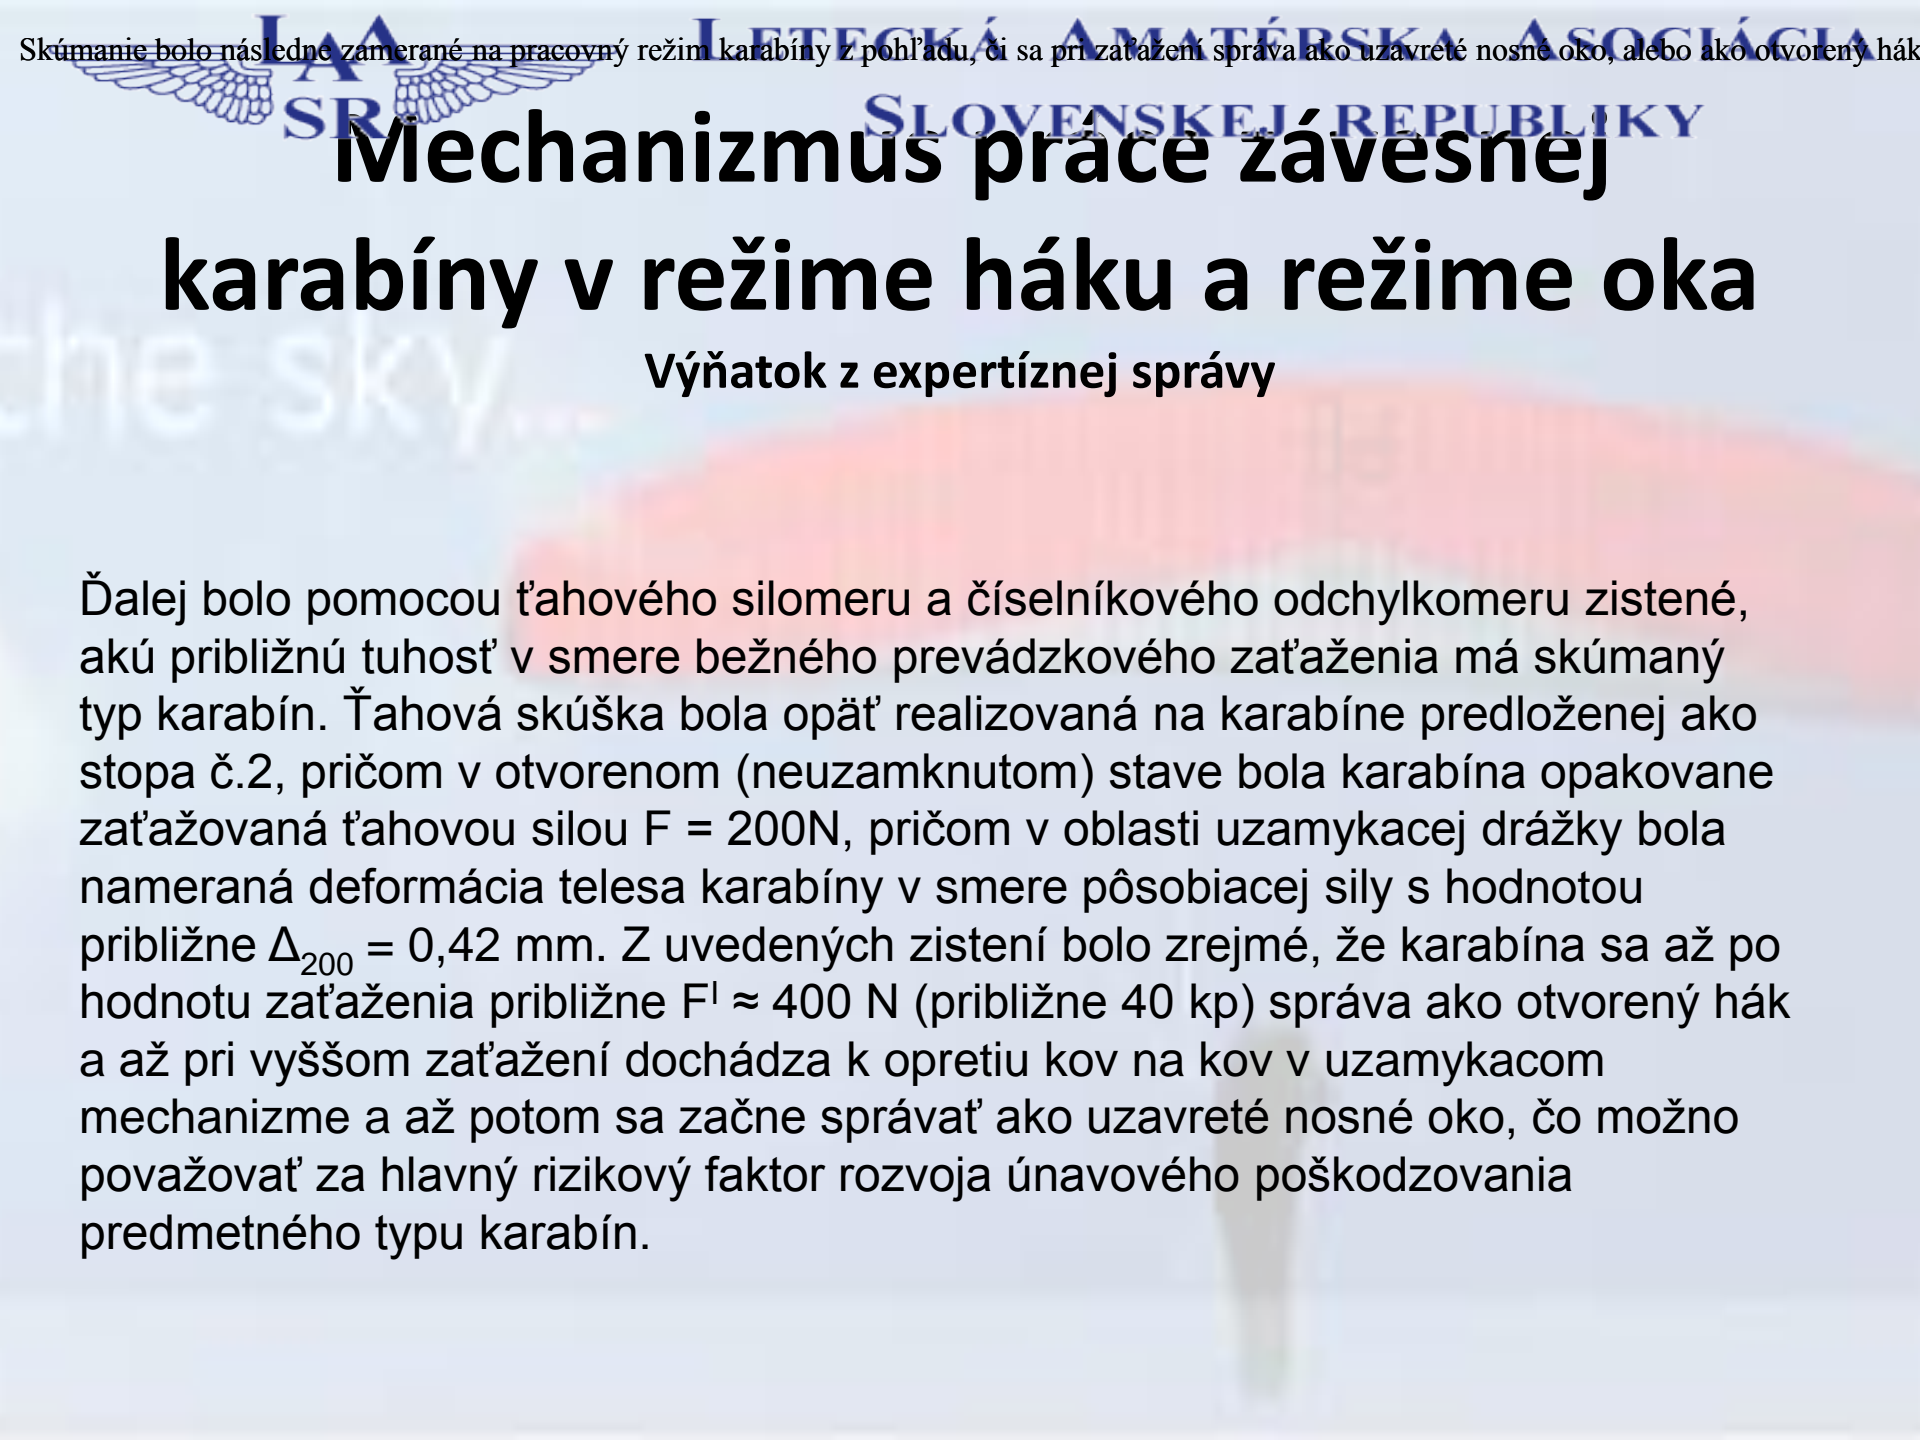 LAA
SR
LETECKÁ AMATÉRSKA ASOCIÁCIA
SLOVENSKEJ REPUBLIKY
Skúmanie bolo následne zamerané na pracovný režim karabíny z pohľadu, či sa pri zaťažení správa ako uzavreté nosné oko, alebo ako otvorený hák
Mechanizmus práce závesnej
karabíny v režime háku a režime oka
Výňatok z expertíznej správy
the sky...
Ďalej bolo pomocou ťahového silomeru a číselníkového odchylkomeru zistené,
akú približnú tuhosť v smere bežného prevádzkového zaťaženia má skúmaný
typ karabín. Ťahová skúška bola opäť realizovaná na karabíne predloženej ako
stopa č.2, pričom v otvorenom (neuzamknutom) stave bola karabína opakovane
zaťažovaná ťahovou silou F = 200N, pričom v oblasti uzamykacej drážky bola
nameraná deformácia telesa karabíny v smere pôsobiacej sily s hodnotou
približne Δ₂₀₀ = 0,42 mm. Z uvedených zistení bolo zrejmé, že karabína sa až po
hodnotu zaťaženia približne Fᴵ ≈ 400 N (približne 40 kp) správa ako otvorený hák
a až pri vyššom zaťažení dochádza k opretiu kov na kov v uzamykacom
mechanizme a až potom sa začne správať ako uzavreté nosné oko, čo možno
považovať za hlavný rizikový faktor rozvoja únavového poškodzovania
predmetného typu karabín.